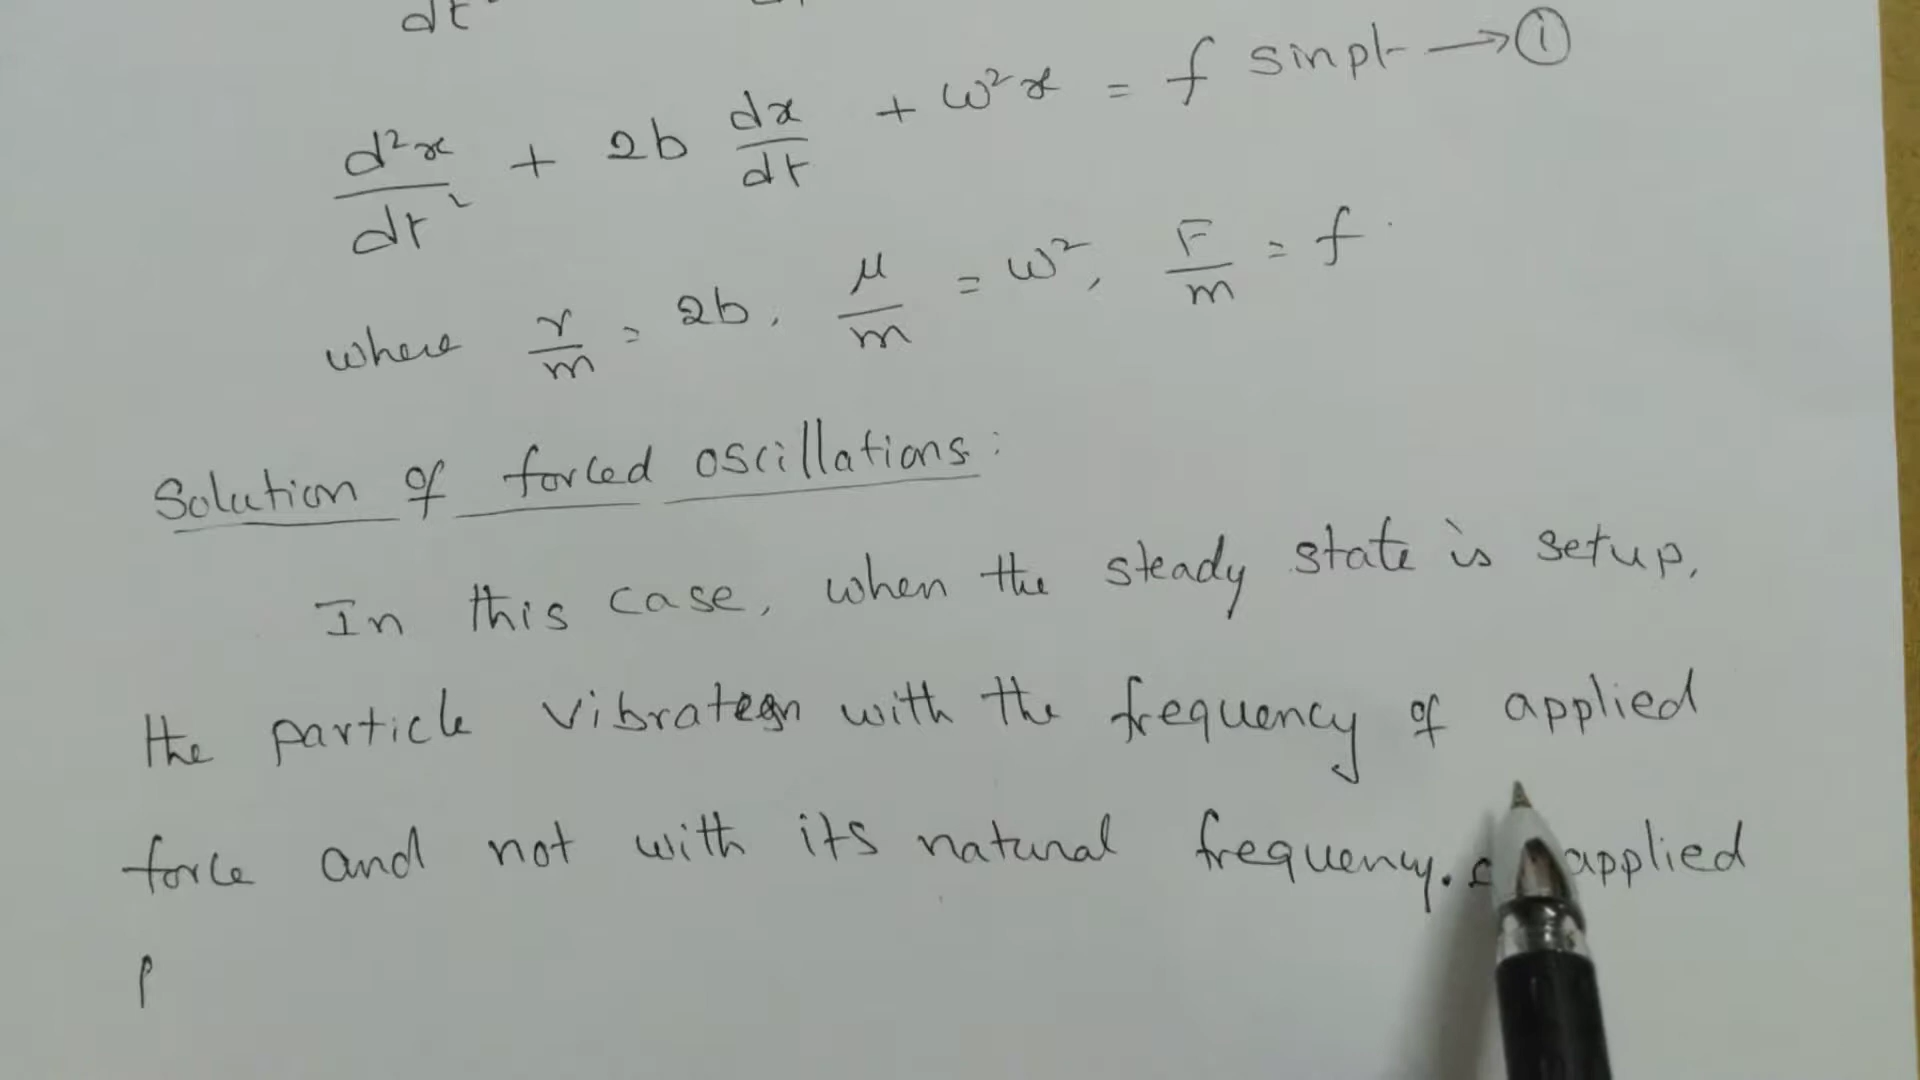 dt
d²x/dt² + 2b dx/dt + ω²x = f sinpt → ①
where r/m = 2b, μ/m = ω², F/m = f
Solution of forced oscillations:
In this case, when the steady state is setup,
the particle with the frequency of applied
force and not with its natural frequency. applied